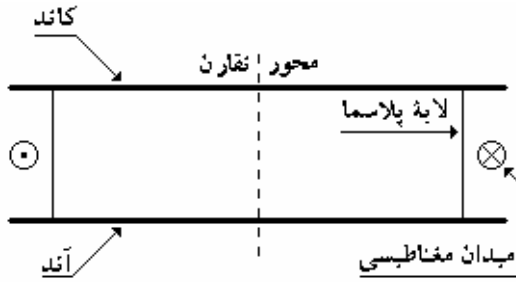 کاتد
محور تقارن
لایهٔ پلاسما
آند
میدان مغناطیسی